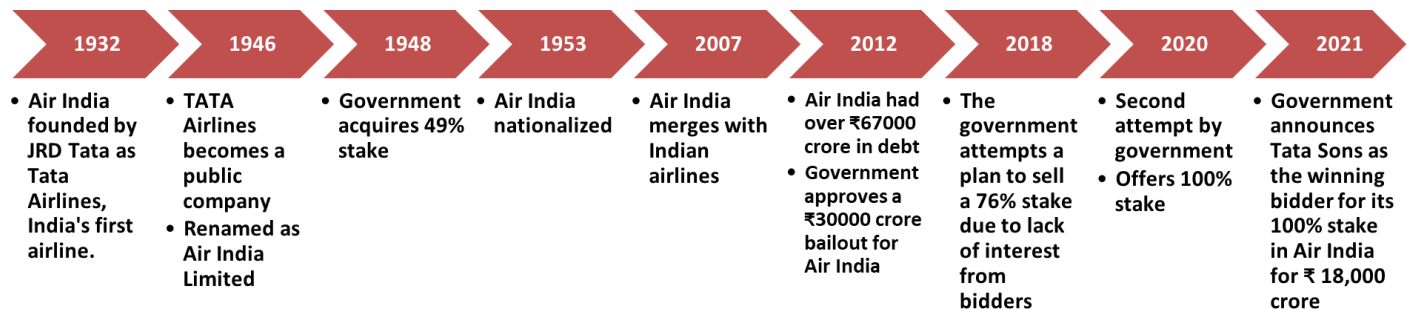 1932
• Air India
founded by
JRD Tata as
Tata
Airlines,
India's first
airline.
1946
• TATA
Airlines
becomes a
public
company
• Renamed as
Air India
Limited
1948
• Government
acquires 49%
stake
1953
• Air India
nationalized
2007
• Air India
merges with
Indian
airlines
2012
• Air India had
over ₹67000
crore in debt
• Government
approves a
₹30000 crore
bailout for
Air India
2018
• The
government
attempts a
plan to sell
a 76% stake
due to lack
of interest
from
bidders
2020
• Second
attempt by
government
• Offers 100%
stake
2021
• Government
announces
Tata Sons as
the winning
bidder for its
100% stake
in Air India
for ₹ 18,000
crore